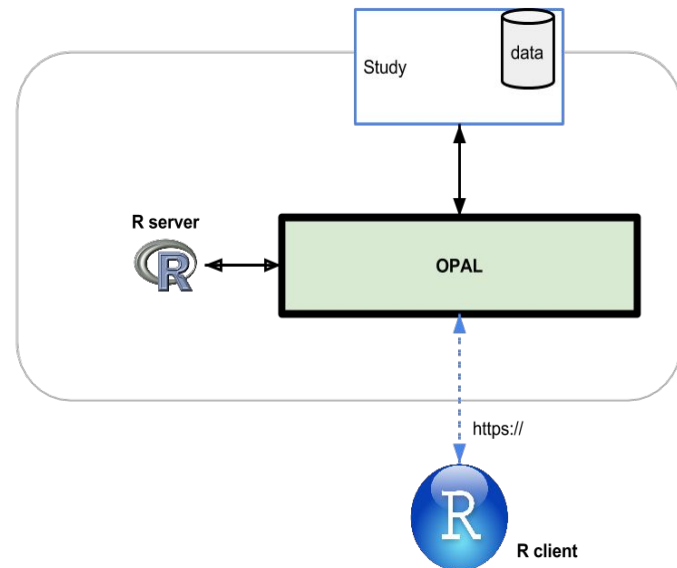 data
Study
R server
R
OPAL
https://
R
R client